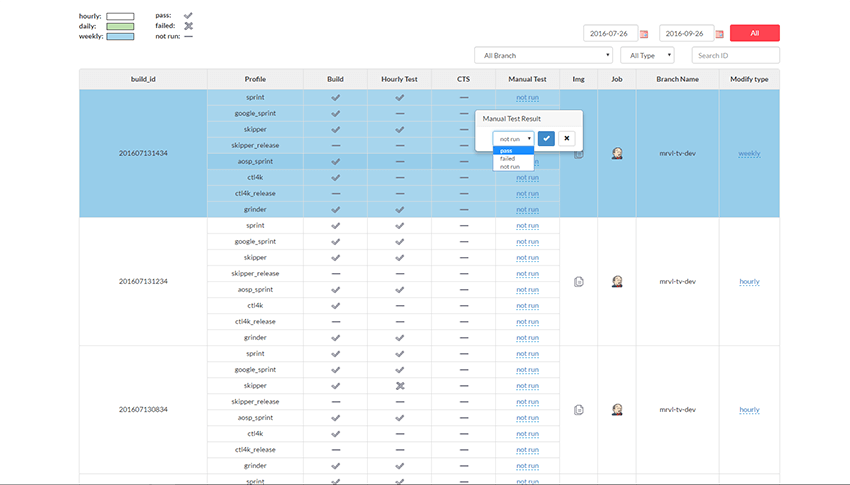 hourly: pass:
daily: failed:
weekly: not run:
2016-07-26 2016-09-26 All
All Branch All Type Search ID
build_id Profile Build Hourly Test CTS Manual Test Img Job Branch Name Modify type
sprint not run
google_sprint
skipper
skipper_release
aosp_sprint
ctl4k not run
ctl4k_release not run
grinder not run
201607131434 mrvl-tv-dev weekly
Manual Test Result
not run
pass
failed
not run
sprint not run
google_sprint not run
skipper not run
skipper_release not run
aosp_sprint not run
ctl4k not run
ctl4k_release not run
grinder not run
201607131234 mrvl-tv-dev hourly
sprint not run
google_sprint not run
skipper not run
skipper_release not run
aosp_sprint not run
ctl4k not run
ctl4k_release not run
grinder not run
201607130834 mrvl-tv-dev hourly
sprint not run